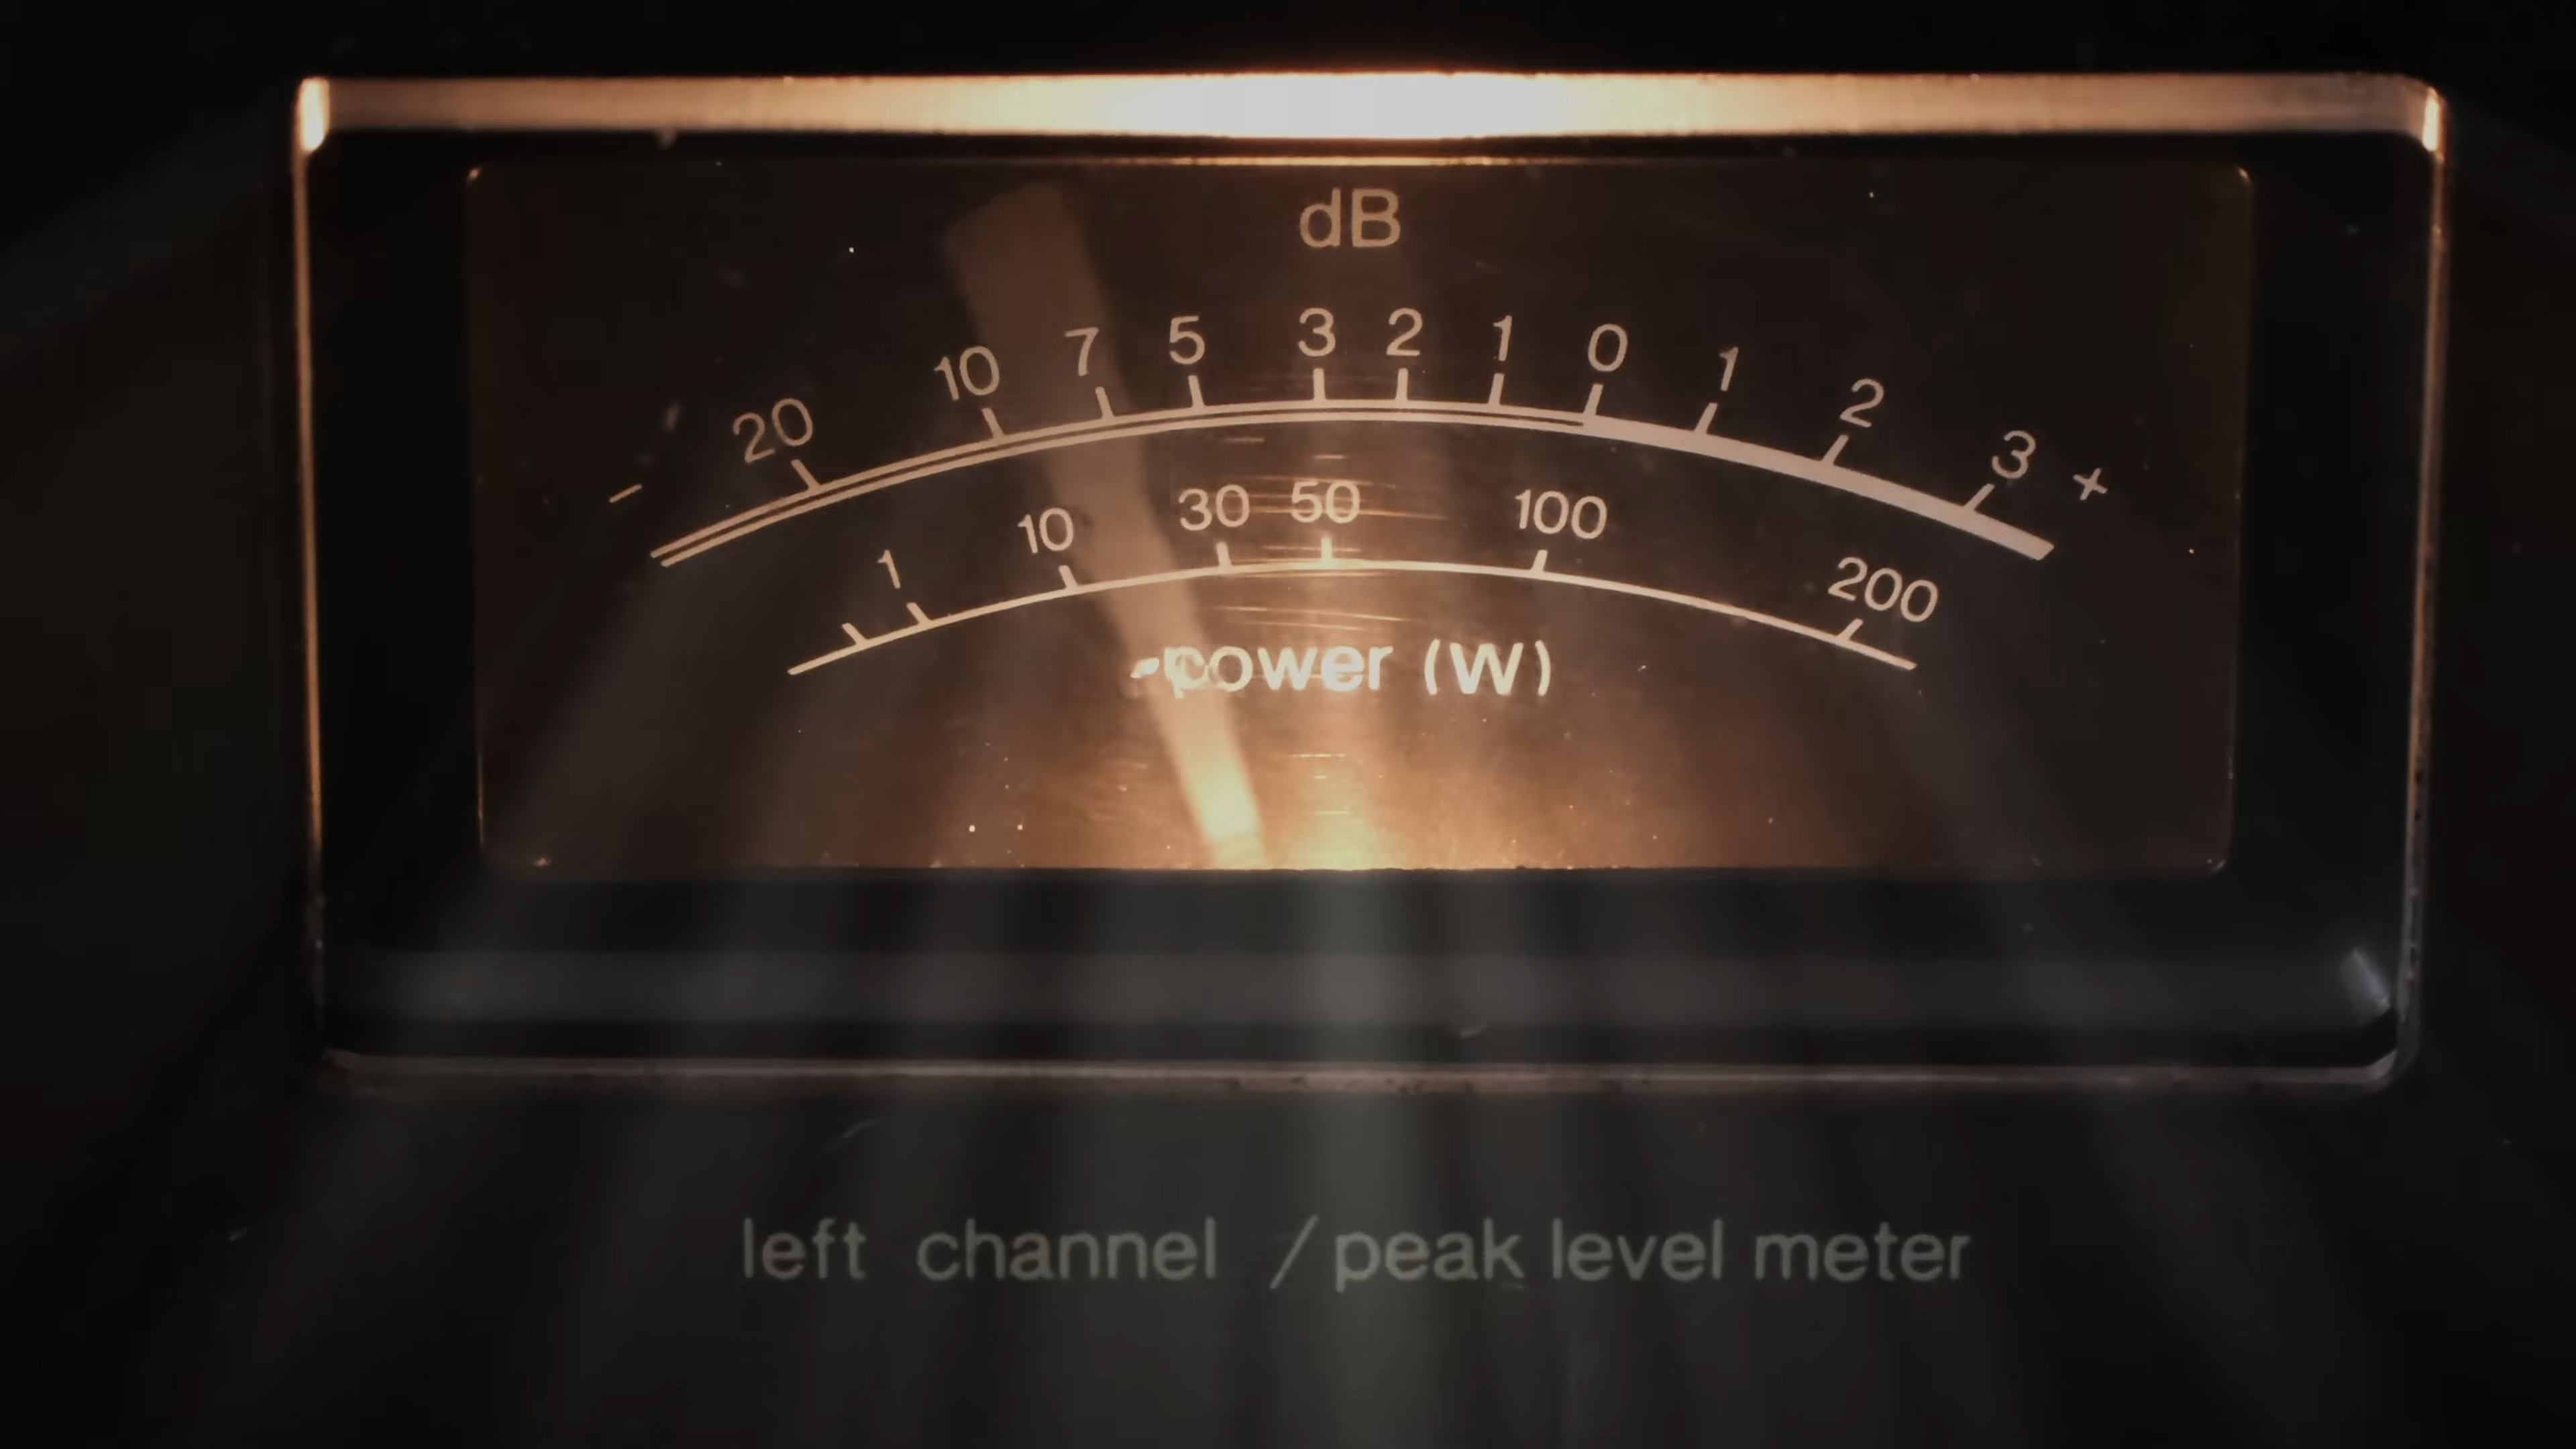 dB
20 10 7 5 3 2 1 0 1 2 3
- +
1 10 30 50 100 200
power (W)
left channel / peak level meter